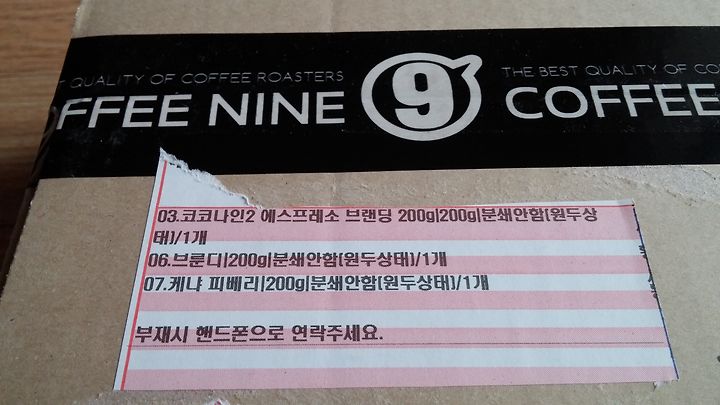 QUALITY OF COFFEE ROASTERS
THE BEST QUALITY OF CO
FFEE NINE
9
COFFEE
03.코코나인2 에스프레소 브랜딩 200g|200g|분쇄안함(원두상
태)/1개
06.브룬디|200g|분쇄안함(원두상태)/1개
07.케냐 피베리|200g|분쇄안함(원두상태)/1개
부재시 핸드폰으로 연락주세요.